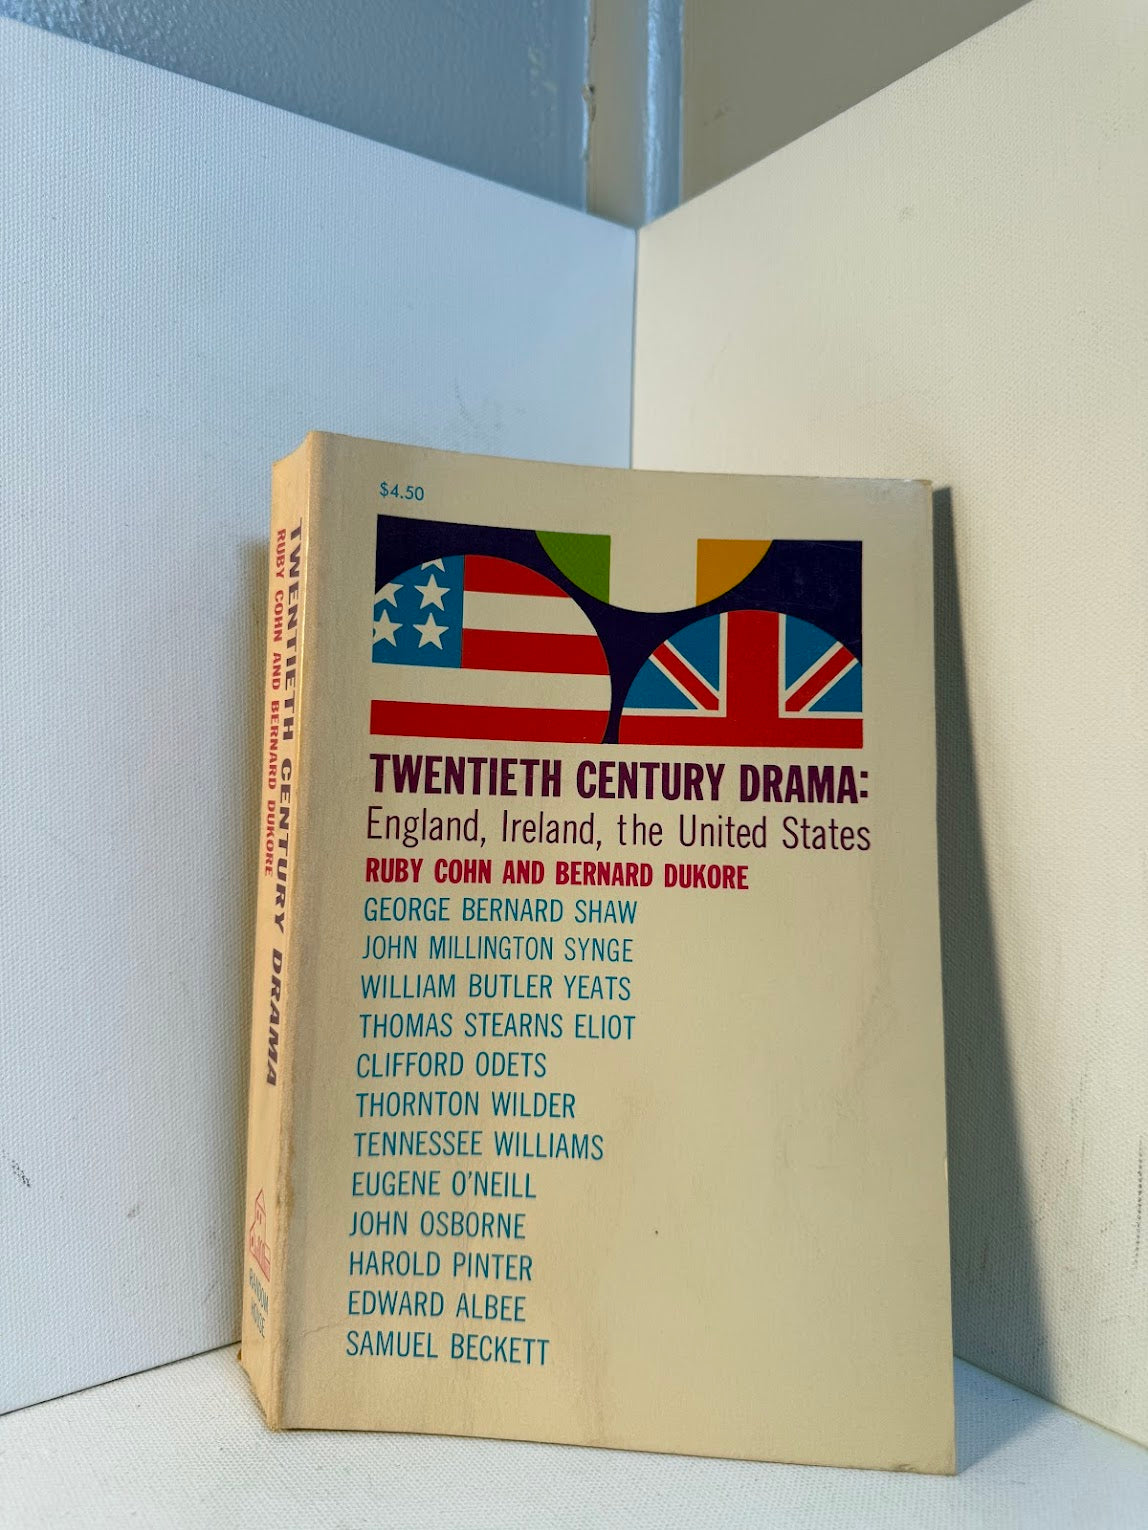 $4.50
TWENTIETH CENTURY DRAMA:
England, Ireland, the United States
RUBY COHN AND BERNARD DUKORE
GEORGE BERNARD SHAW
JOHN MILLINGTON SYNGE
WILLIAM BUTLER YEATS
THOMAS STEARNS ELIOT
CLIFFORD ODETS
THORNTON WILDER
TENNESSEE WILLIAMS
EUGENE O'NEILL
JOHN OSBORNE
HAROLD PINTER
EDWARD ALBEE
SAMUEL BECKETT
TWENTIETH CENTURY DRAMA
RUBY COHN AND BERNARD DUKORE
RANDOM
HOUSE